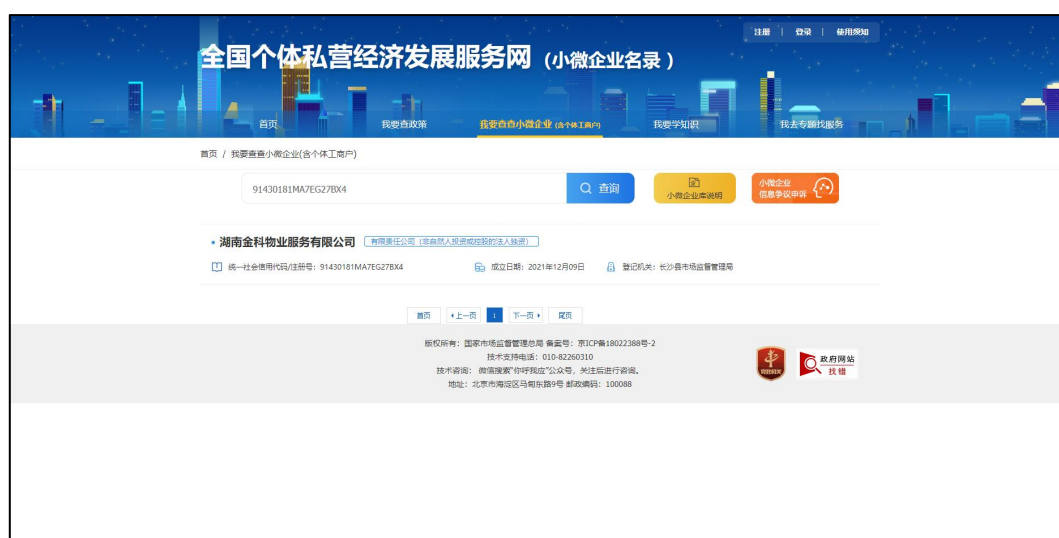 注册 | 登录 | 使用须知
全国个体私营经济发展服务网 (小微企业名录)
首页 我要查政策 我要查查小微企业 (含个体工商户) 我要学知识 我去专题找服务
首页 / 我要查查小微企业(含个体工商户)
91430181MA7EG27BX4
查询
小微企业库说明
小微企业
信息争议申诉
湖南金科物业服务有限公司 有限责任公司(非自然人投资或控股的法人独资)
统一社会信用代码/注册号:91430181MA7EG27BX4 成立日期:2021年12月09日 登记机关:长沙县市场监督管理局
首页 上一页 1 下一页 尾页
版权所有:国家市场监督管理总局 备案号:京ICP备18022388号-2
技术支持电话:010-82260310
技术咨询: 微信搜索"你呼我应"公众号,关注后进行咨询。
地址:北京市海淀区马甸东路9号 邮政编码:100088
党政机关
政府网站
找错